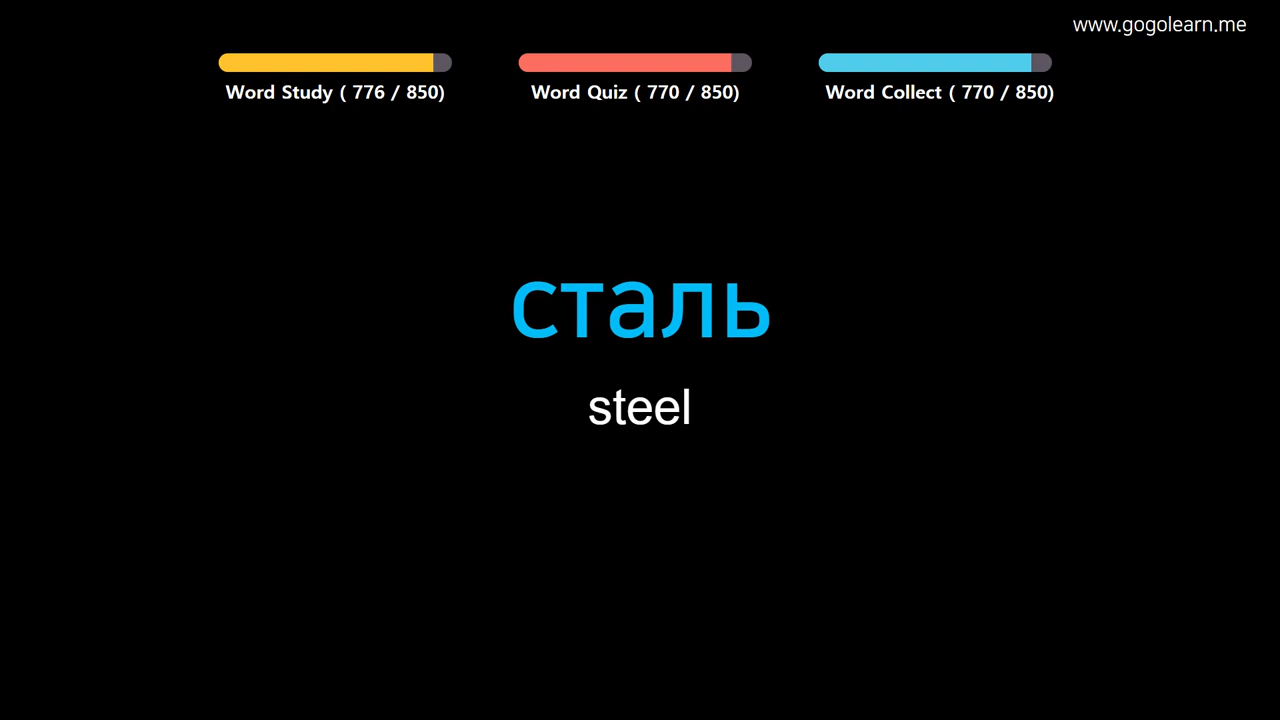 www.gogolearn.me
Word Study ( 776 / 850)
Word Quiz ( 770 / 850)
Word Collect ( 770 / 850)
сталь
steel